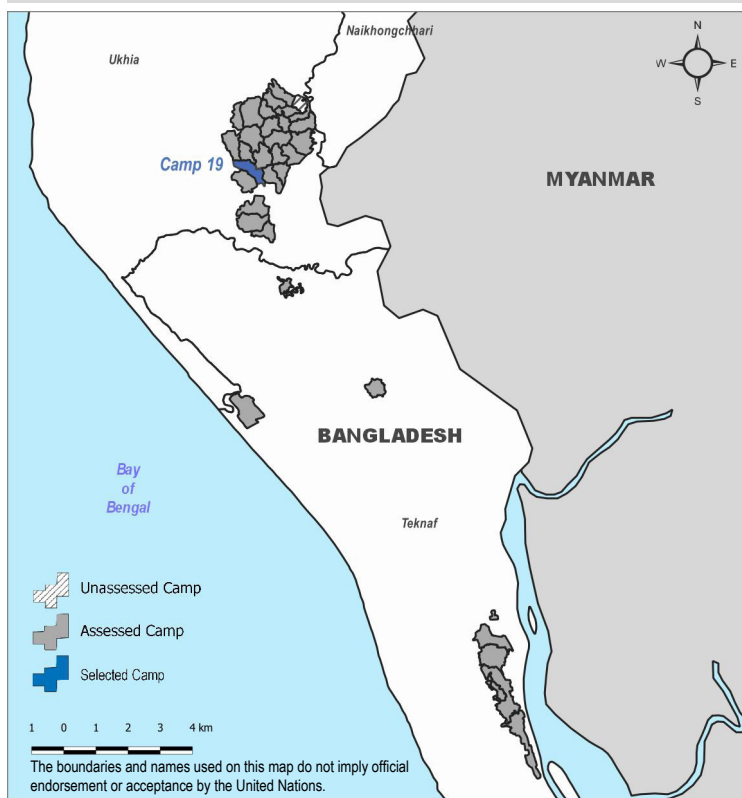 Naikhongchhari
Ukhia
N
W
E
S
Camp 19
MYANMAR
BANGLADESH
Bay
of
Bengal
Teknaf
Unassessed Camp
Assessed Camp
Selected Camp
1 0 1 2 3 4 km
The boundaries and names used on this map do not imply official
endorsement or acceptance by the United Nations.